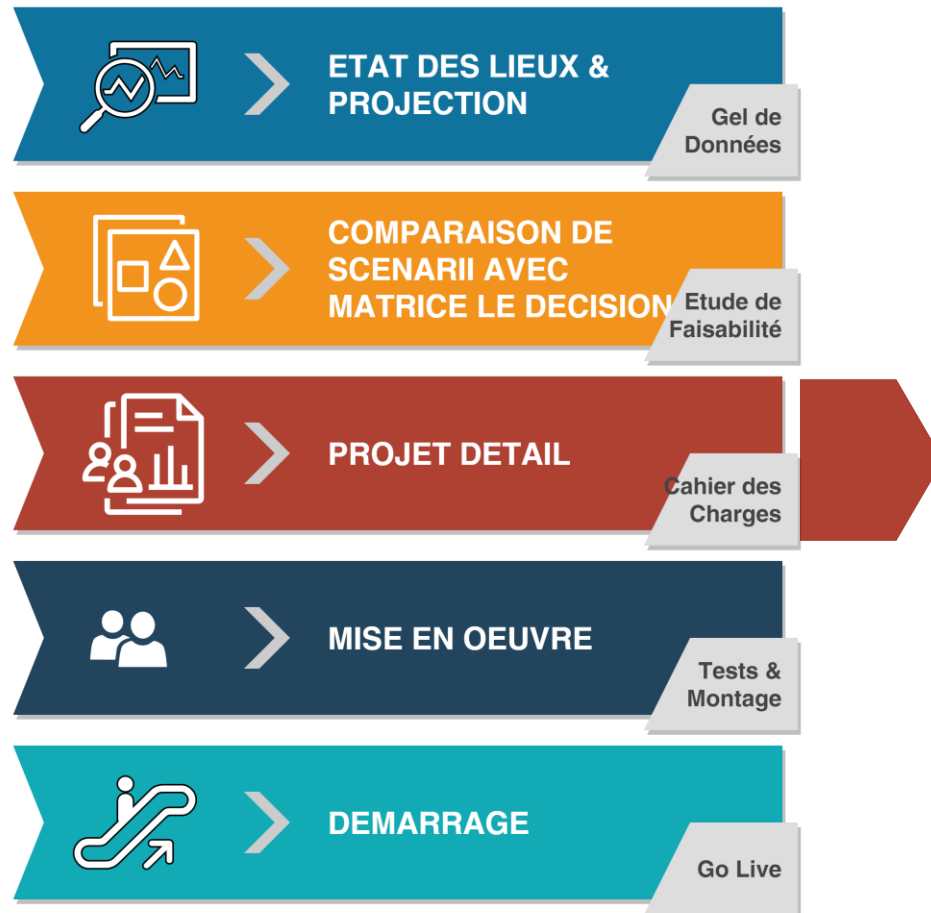 ETAT DES LIEUX &
PROJECTION
Gel de
Données
COMPARAISON DE
SCENARII AVEC
MATRICE LE DECISION
Etude de
Faisabilité
PROJET DETAIL
Cahier des
Charges
MISE EN OEUVRE
Tests &
Montage
DEMARRAGE
Go Live